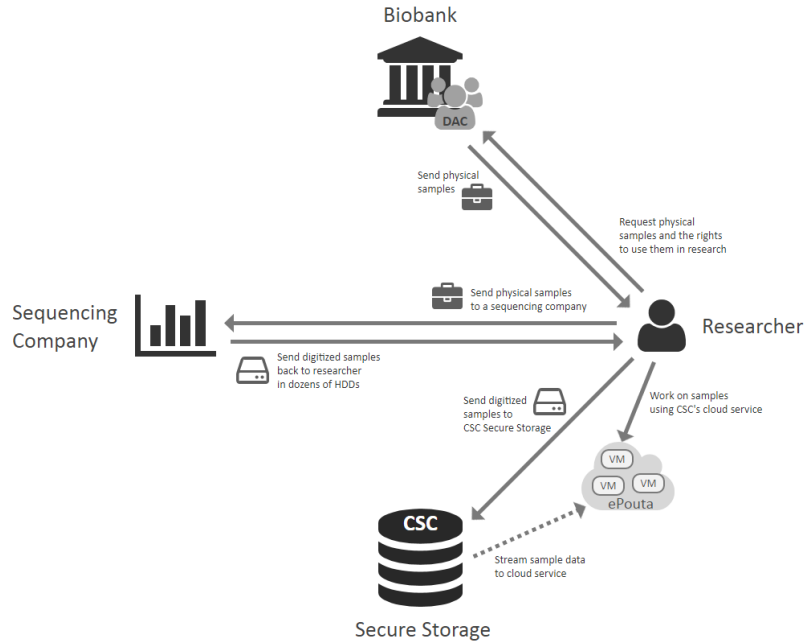 Biobank
DAC
Send physical
samples
Request physical
samples and the rights
to use them in research
Send physical samples
to a sequencing company
Sequencing
Company
Researcher
Send digitized samples
back to researcher
in dozens of HDDs
Send digitized
samples to
CSC Secure Storage
Work on samples
using CSC's cloud service
VM
VM
VM
ePouta
CSC
Stream sample data
to cloud service
Secure Storage